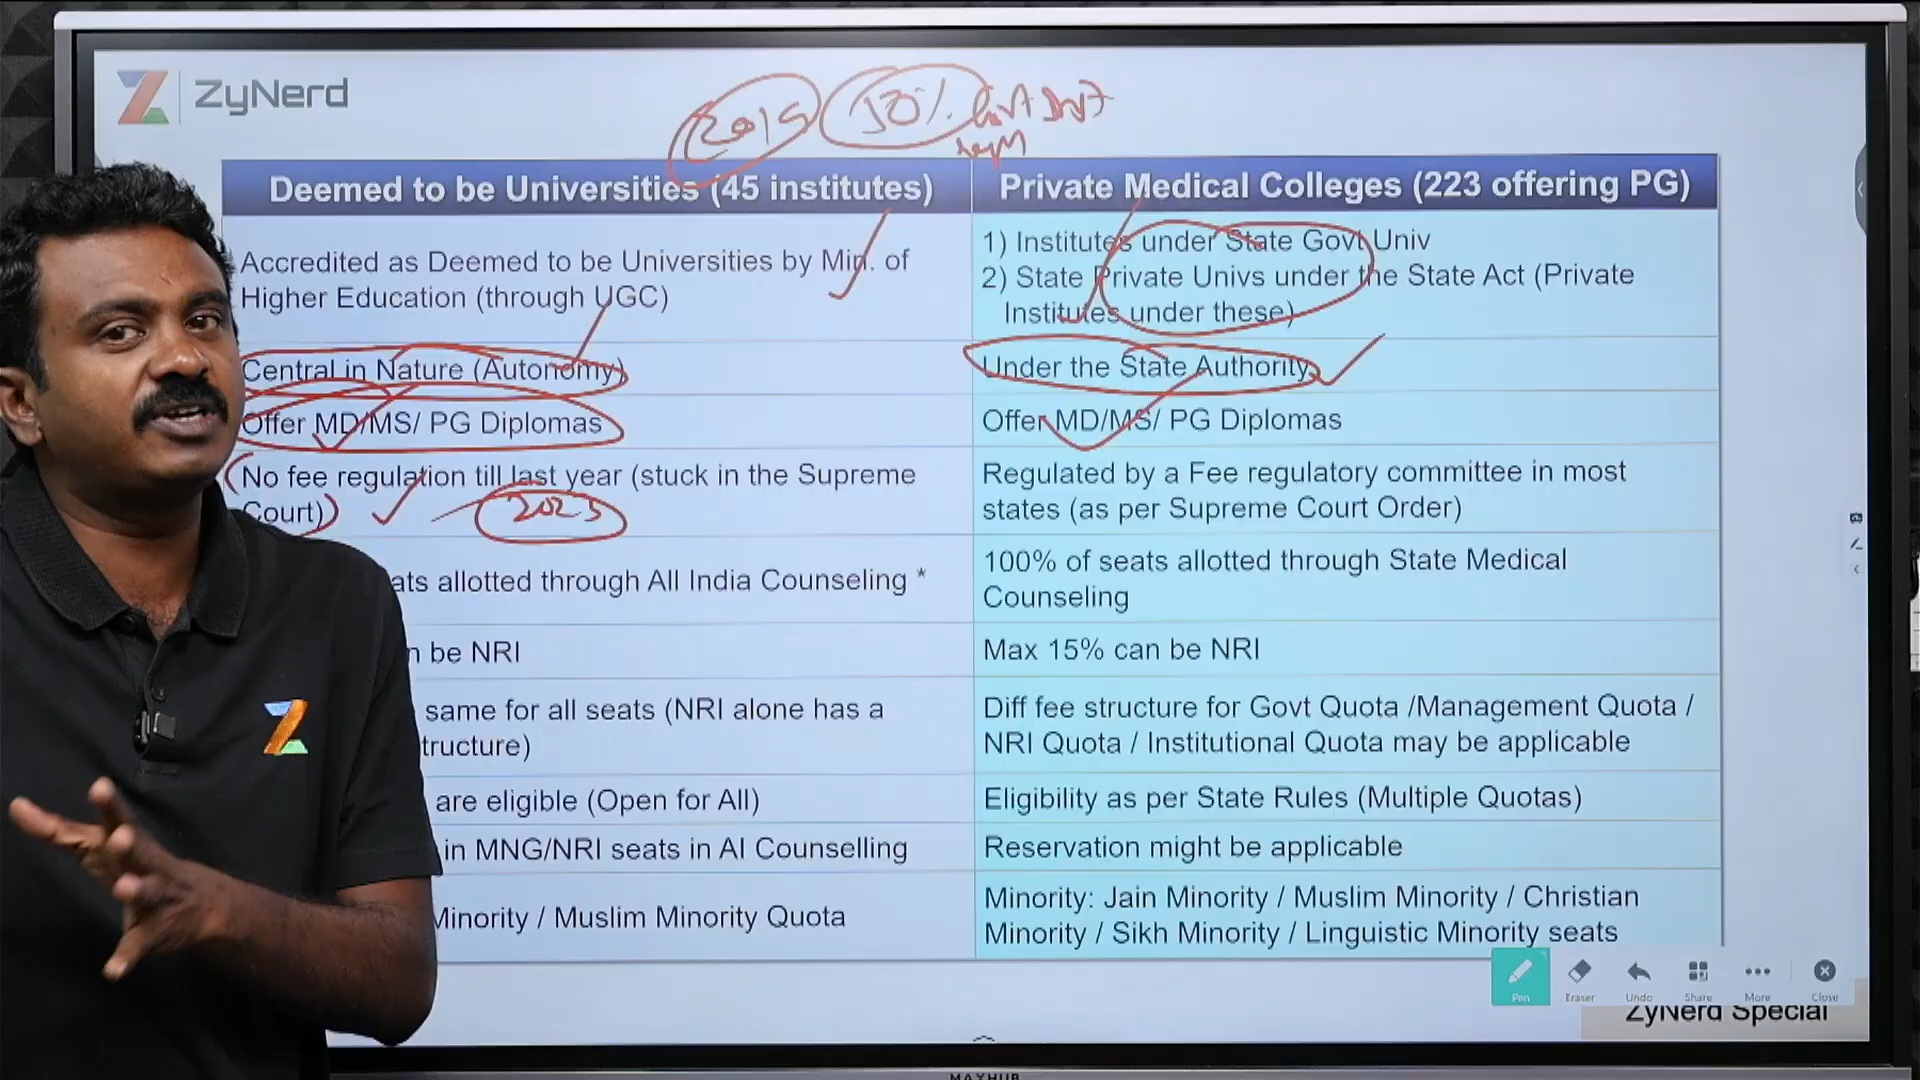 ZyNerd
50% Govt
Deemed to be Universities (45 institutes)
Private Medical Colleges (223 offering PG)
Accredited as Deemed to be Universities by Min. of
Higher Education (through UGC)
1) Institutes under State Govt Univ
2) State Private Univs under the State Act (Private
Institutes under these)
Central in Nature (Autonomy)
Under the State Authority
Offer MD/MS/ PG Diplomas
Offer MD/MS/ PG Diplomas
No fee regulation till last year (stuck in the Supreme
Court)
Regulated by a Fee regulatory committee in most
states (as per Supreme Court Order)
ats allotted through All India Counseling *
100% of seats allotted through State Medical
Counseling
n be NRI
Max 15% can be NRI
same for all seats (NRI alone has a
tructure)
Diff fee structure for Govt Quota /Management Quota /
NRI Quota / Institutional Quota may be applicable
are eligible (Open for All)
Eligibility as per State Rules (Multiple Quotas)
in MNG/NRI seats in AI Counselling
Reservation might be applicable
Minority / Muslim Minority Quota
Minority: Jain Minority / Muslim Minority / Christian
Minority / Sikh Minority / Linguistic Minority seats
Pen
Eraser
Undo
Share
More
Close
ZyNerd Special
MAXHUB